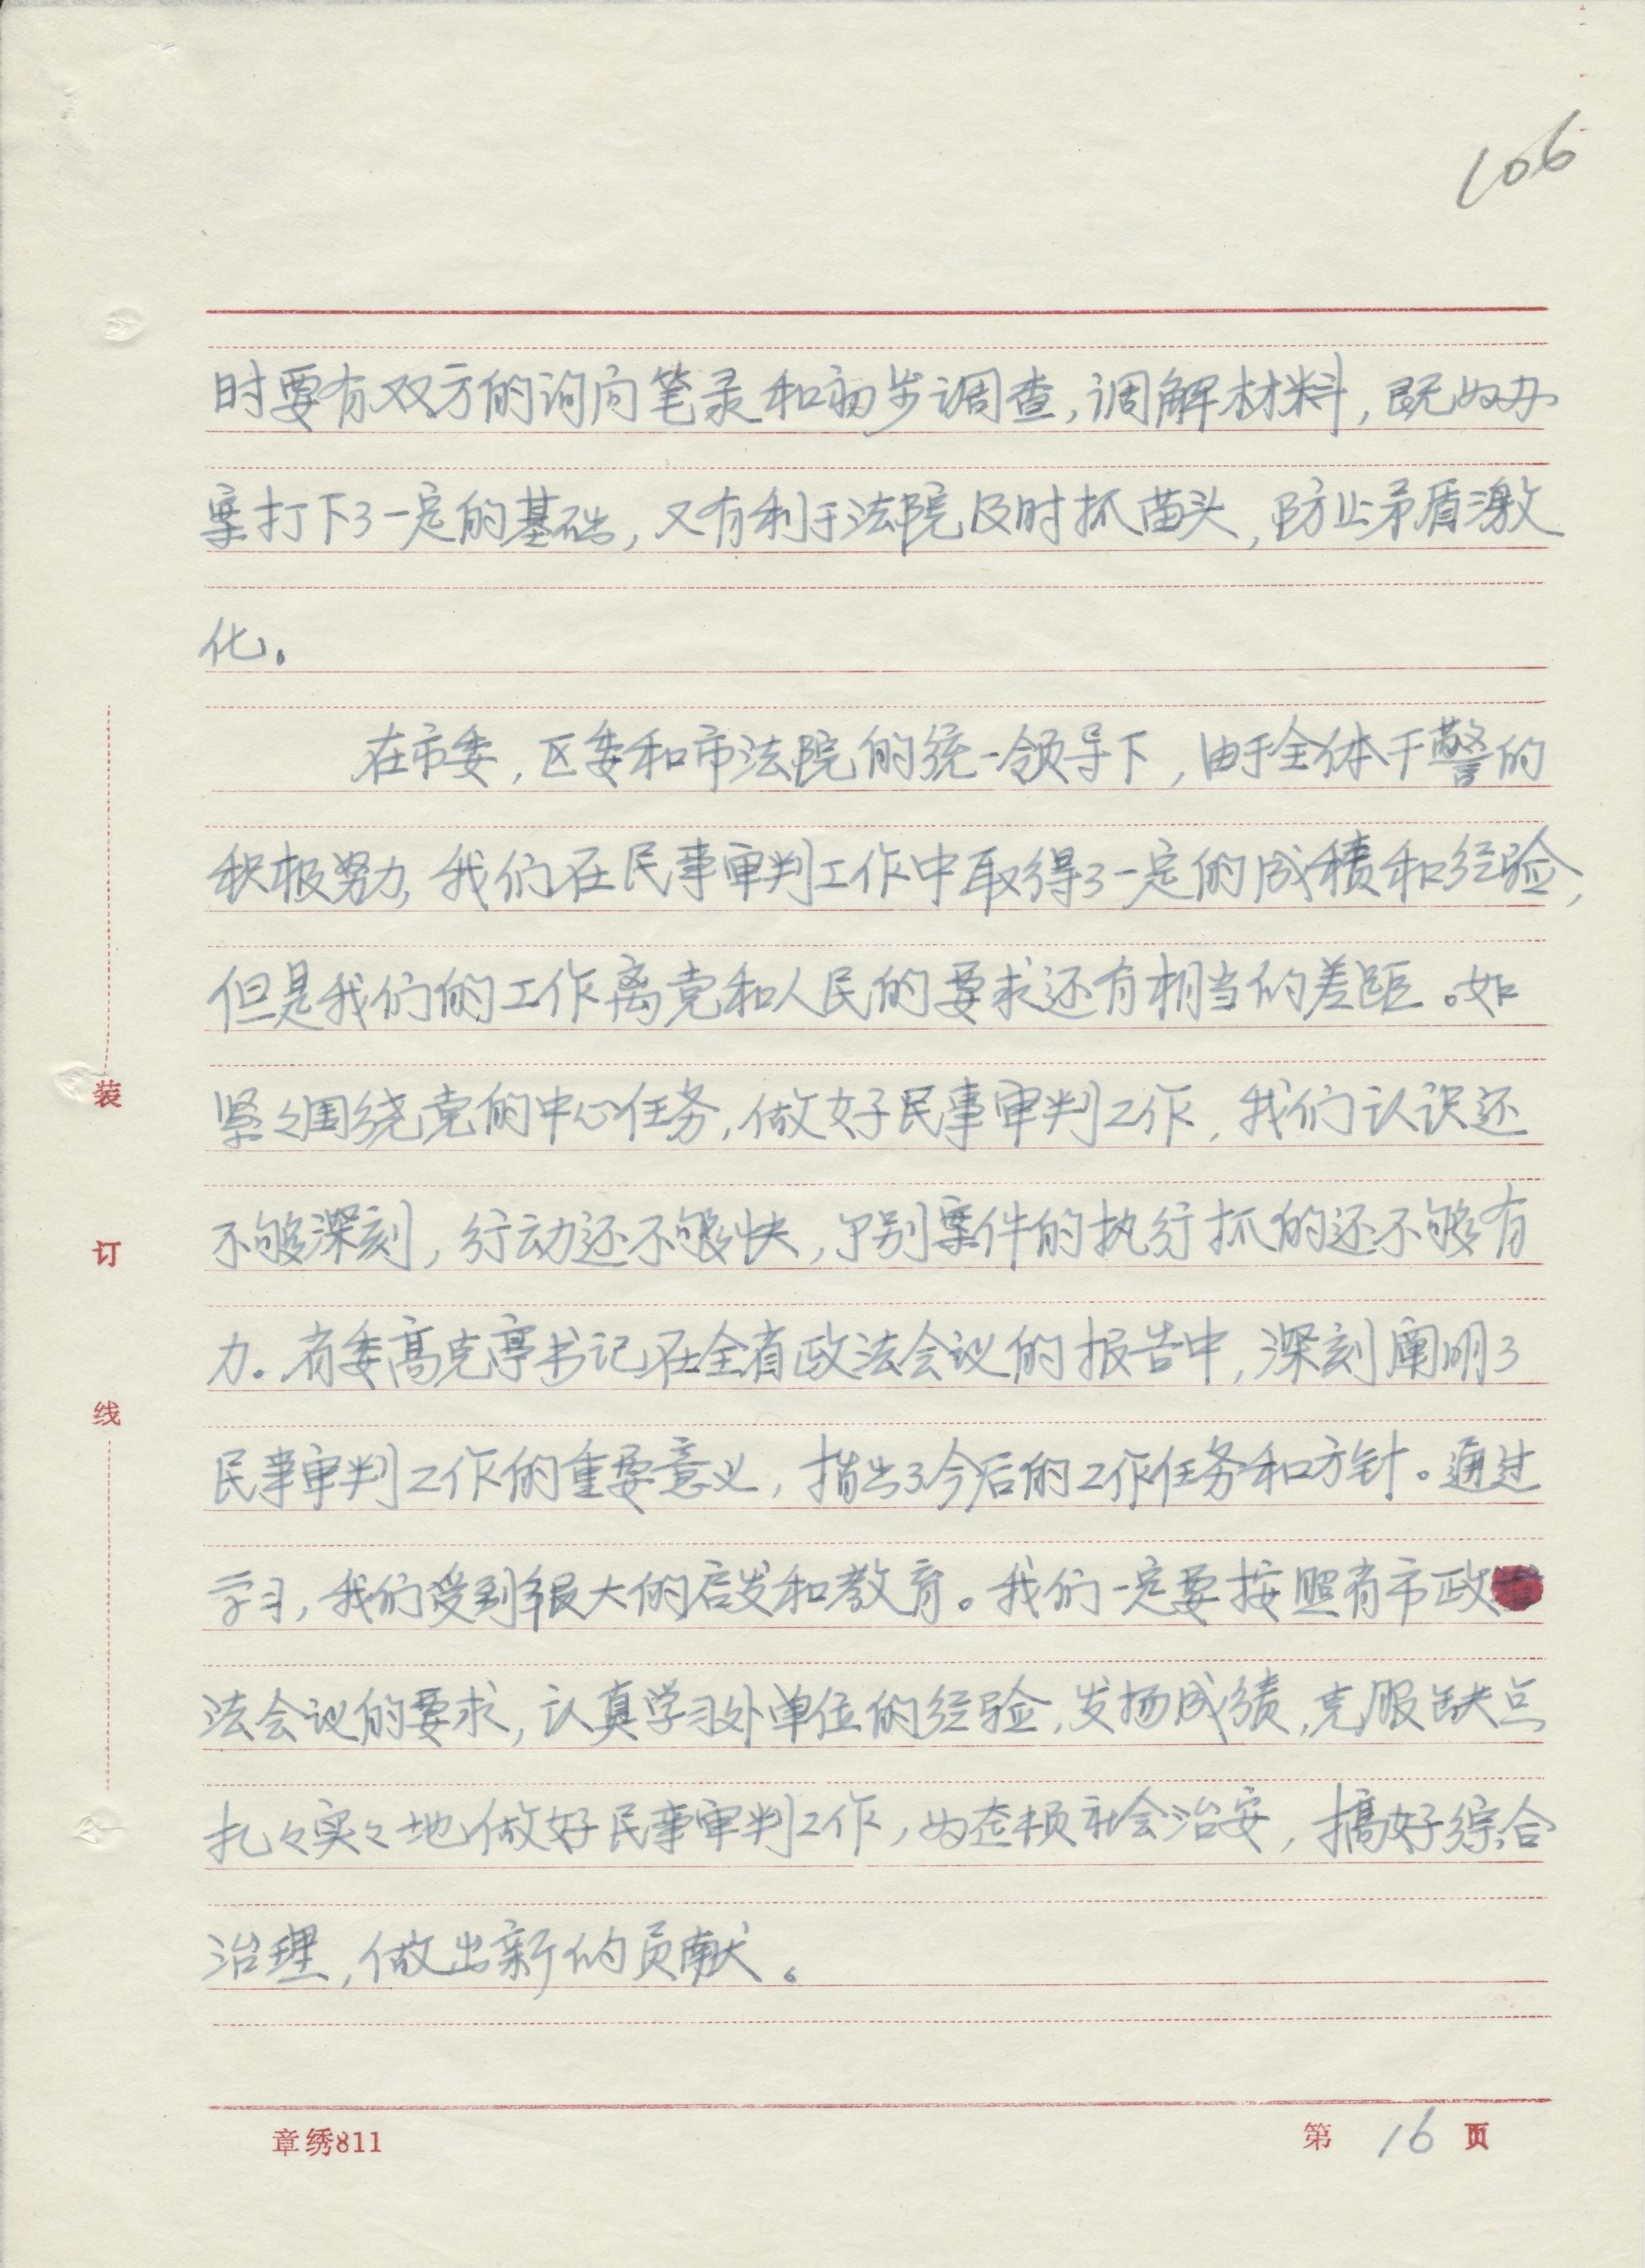 106
时要有双方的询问笔录和初步调查,调解材料,既为办
案打下了一定的基础,又有利于法院及时抓苗头,防止矛盾激
化。
在市委,区委和市法院的统一领导下,由于全体干警的
积极努力,我们在民事审判工作中取得了一定的成绩和经验,
但是我们的工作离党和人民的要求还有相当的差距。如
紧々围绕党的中心任务,做好民事审判工作,我们认识还
不够深刻,行动还不够快,个别案件的执行抓的还不够有
力。省委高克亭书记在全省政法会议的报告中,深刻阐明了
民事审判工作的重要意义,指出了今后的工作任务和方针。通过
学习,我们受到很大的启发和教育。我们一定要按照省市政
法会议的要求,认真学习外单位的经验,发扬成绩,克服缺点
扎々实々地做好民事审判工作,为整顿社会治安,搞好综合
治理,做出新的贡献。
装
订
线
章绣811
第 16 页